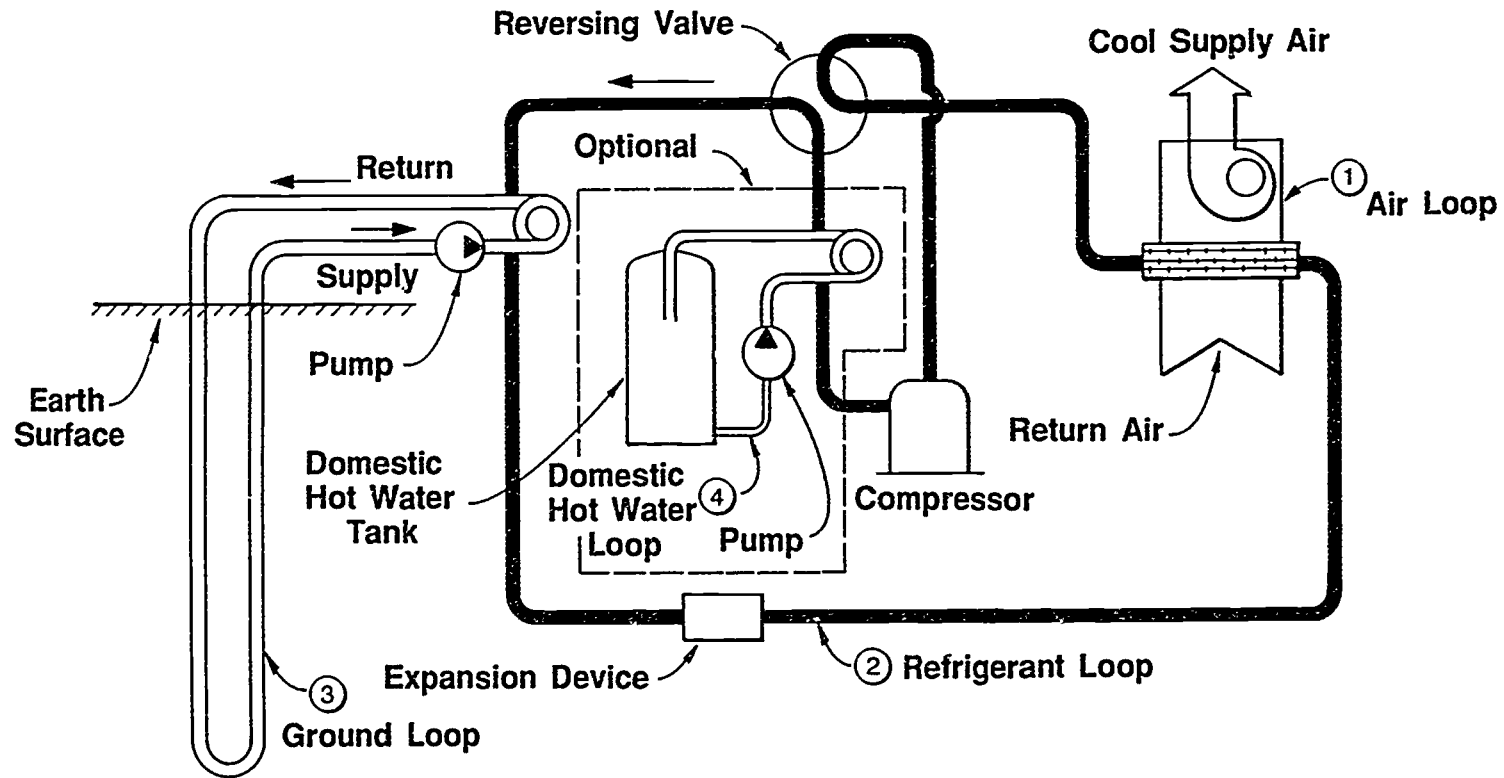 Reversing Valve
Cool Supply Air
Optional
Return
1
Air Loop
Supply
Pump
Earth
Surface
Return Air
Domestic
Hot Water
Tank
Domestic
Hot Water
Loop
4
Pump
Compressor
Expansion Device
2 Refrigerant Loop
3
Ground Loop